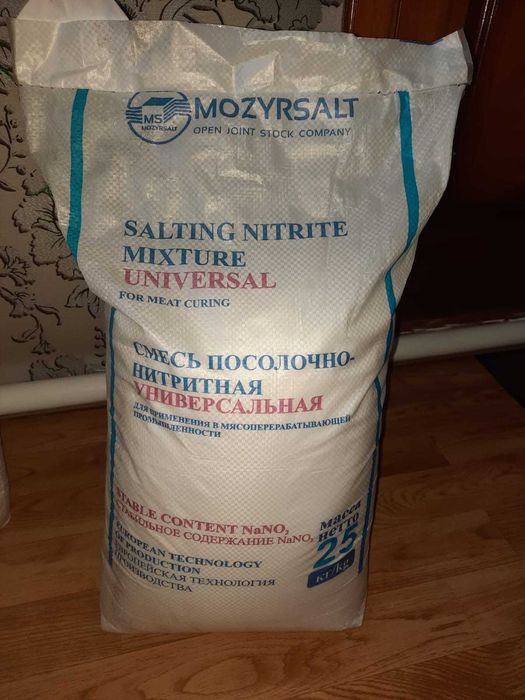 MS
MOZYRSALT
MOZYRSALT
OPEN JOINT STOCK COMPANY
SALTING NITRITE
MIXTURE
UNIVERSAL
FOR MEAT CURING
СМЕСЬ ПОСОЛОЧНО-
НИТРИТНАЯ
УНИВЕРСАЛЬНАЯ
ДЛЯ ПРИМЕНЕНИЯ В МЯСОПЕРЕРАБАТЫВАЮЩЕЙ
ПРОМЫШЛЕННОСТИ
STABLE CONTENT NaNO₂
СТАБИЛЬНОЕ СОДЕРЖАНИЕ NaNO₂
EUROPEAN TECHNOLOGY
OF PRODUCTION
ЕВРОПЕЙСКАЯ ТЕХНОЛОГИЯ
ПРОИЗВОДСТВА
масса
нетто
25
кг/kg